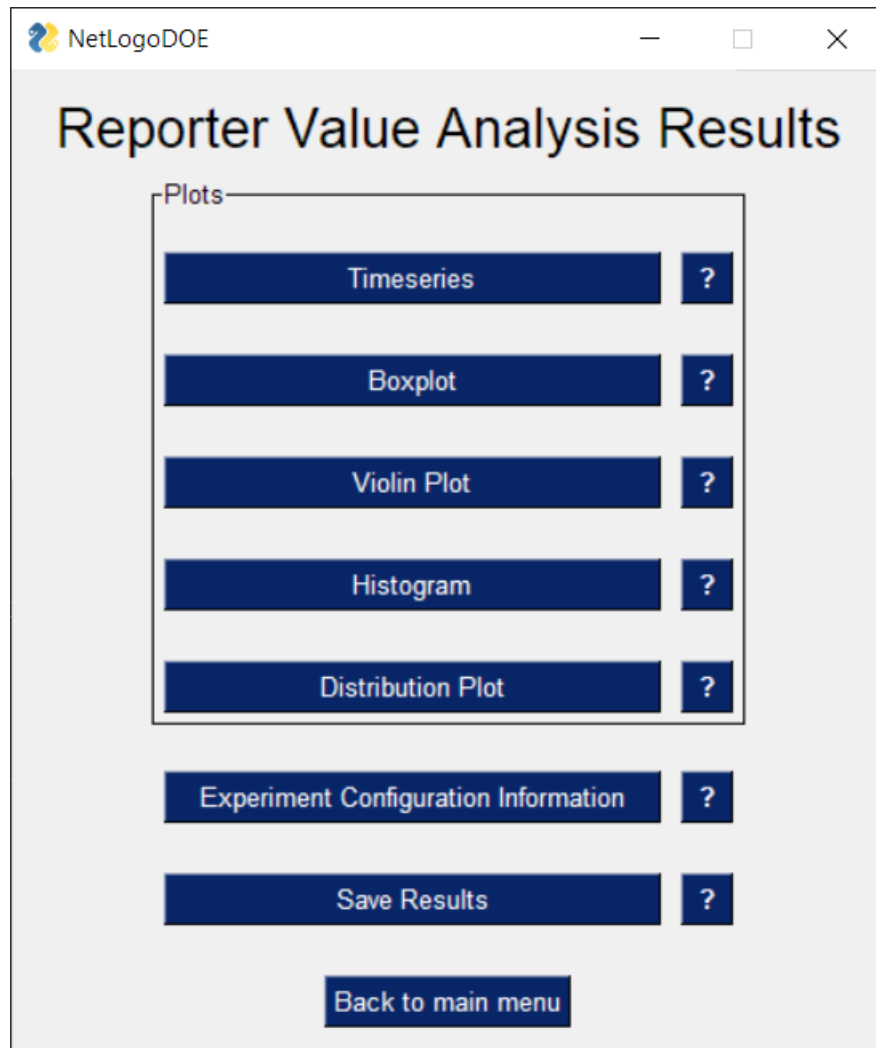 NetLogoDOE
Reporter Value Analysis Results
Plots
Timeseries ?
Boxplot ?
Violin Plot ?
Histogram ?
Distribution Plot ?
Experiment Configuration Information ?
Save Results ?
Back to main menu